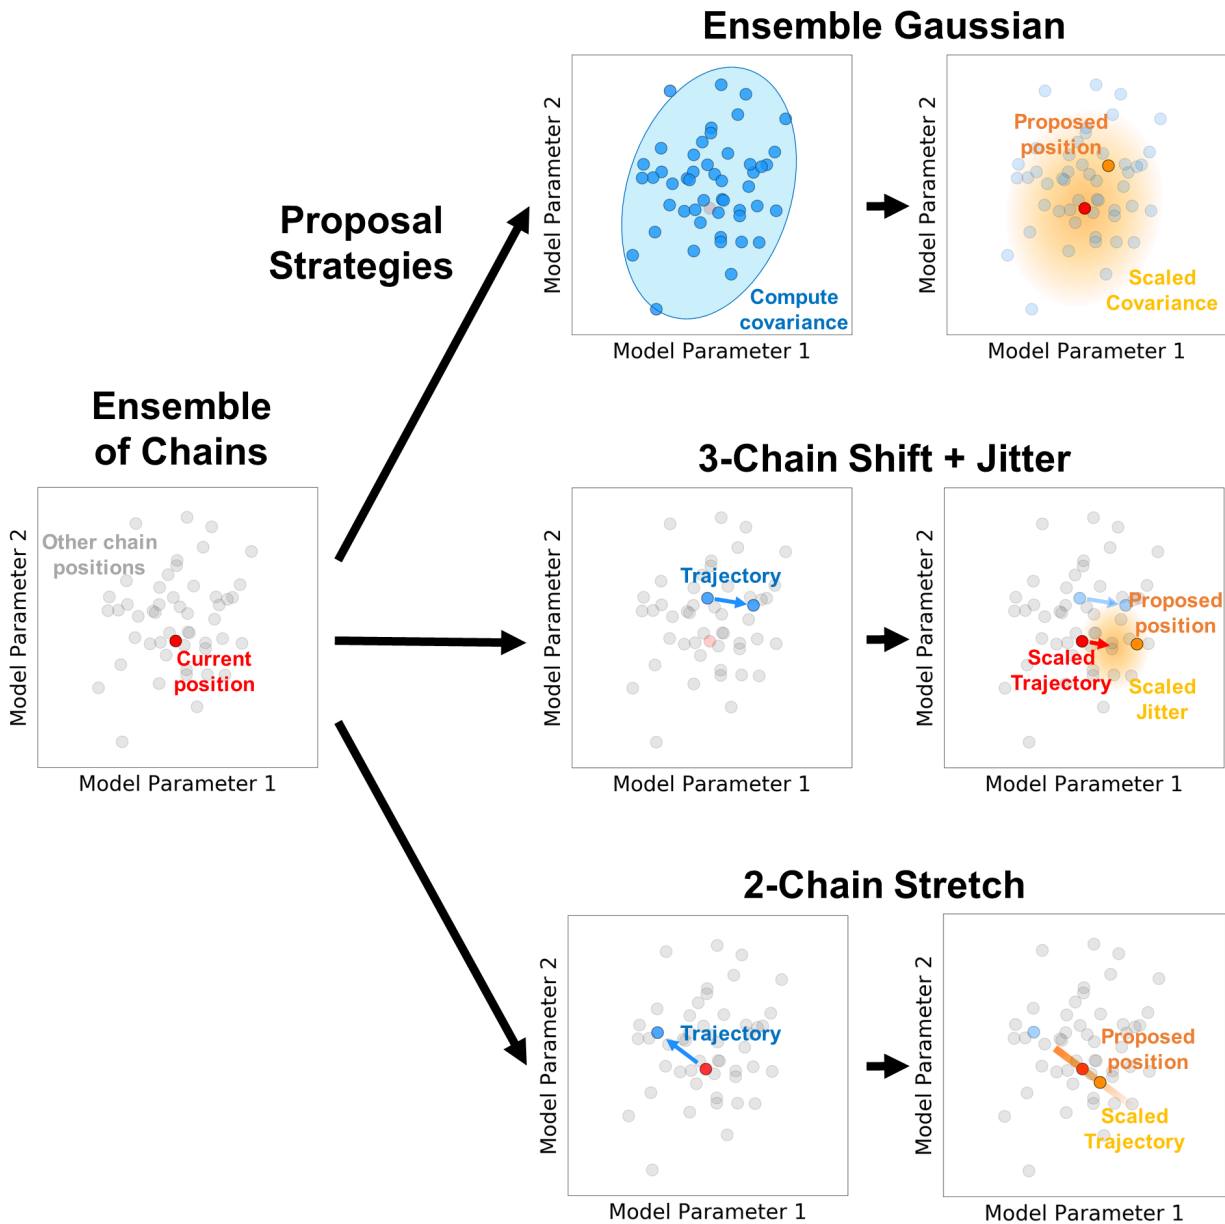 Ensemble Gaussian
Model Parameter 2
Compute
covariance
Model Parameter 1
Model Parameter 2
Proposed
position
Scaled
Covariance
Model Parameter 1
Proposal
Strategies
Ensemble
of Chains
Model Parameter 2
Other chain
positions
Current
position
Model Parameter 1
3-Chain Shift + Jitter
Model Parameter 2
Trajectory
Model Parameter 1
Model Parameter 2
Proposed
position
Scaled
Trajectory
Scaled
Jitter
Model Parameter 1
2-Chain Stretch
Model Parameter 2
Trajectory
Model Parameter 1
Model Parameter 2
Proposed
position
Scaled
Trajectory
Model Parameter 1